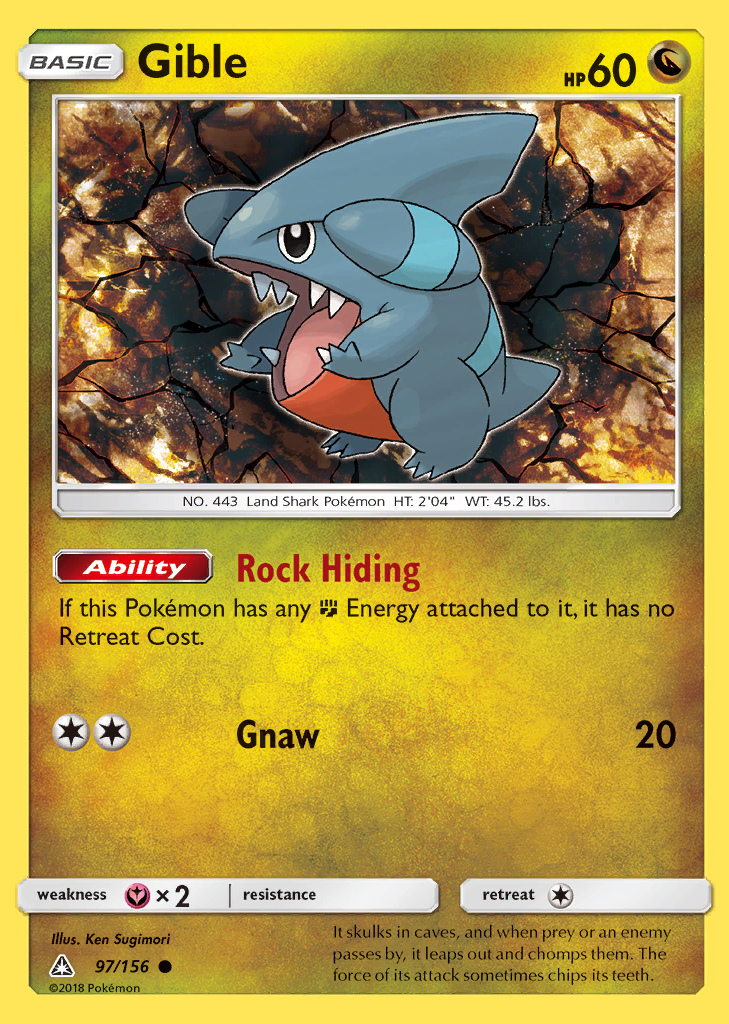 BASIC Gible HP60
NO. 443 Land Shark Pokémon HT: 2'04" WT: 45.2 lbs.
Ability Rock Hiding
If this Pokémon has any Energy attached to it, it has no
Retreat Cost.
Gnaw 20
weakness ×2 resistance retreat
Illus. Ken Sugimori
97/156
©2018 Pokémon
It skulks in caves, and when prey or an enemy
passes by, it leaps out and chomps them. The
force of its attack sometimes chips its teeth.